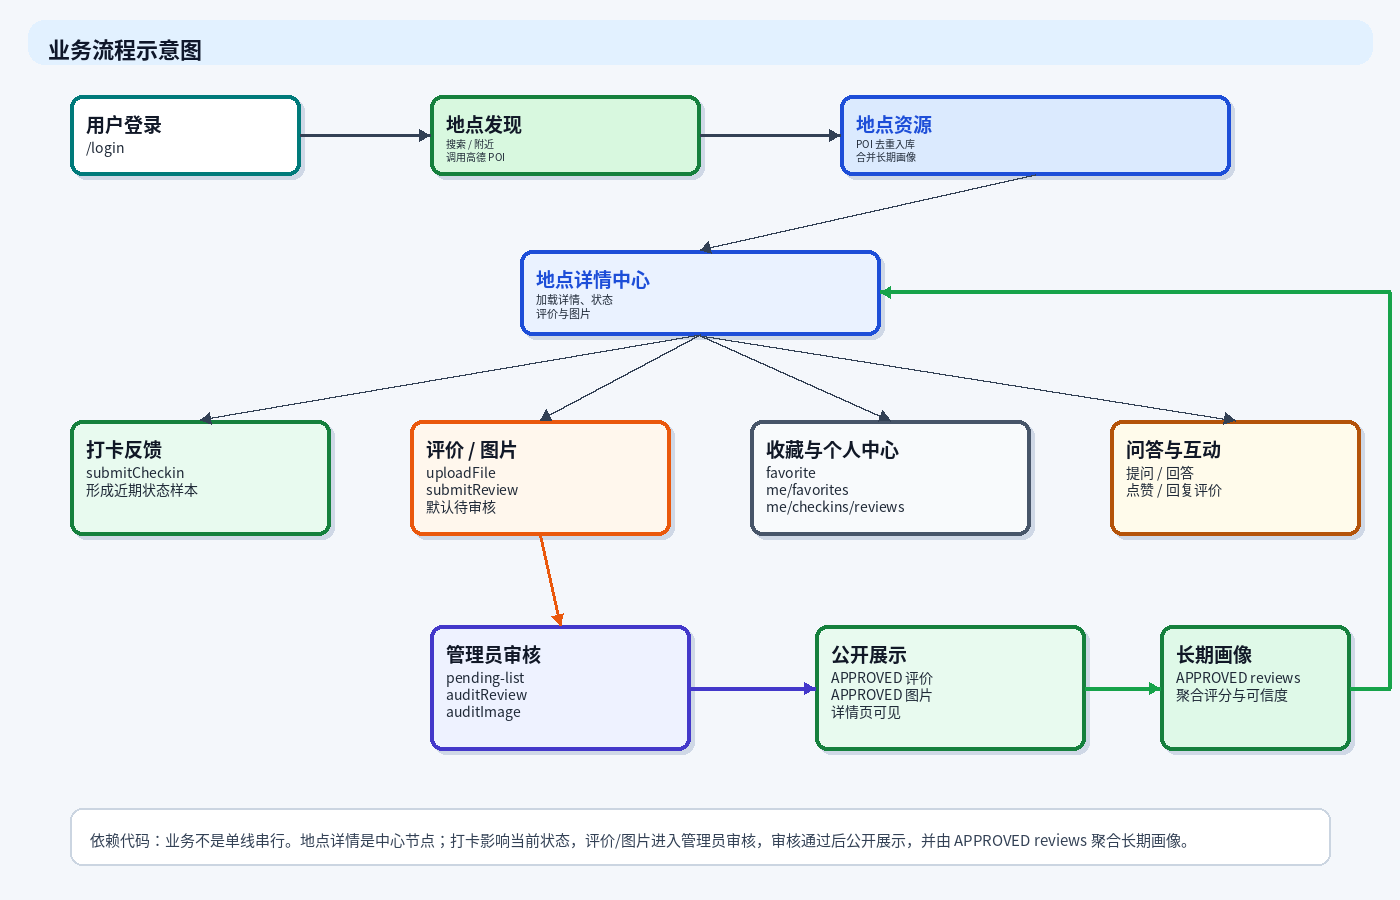 业务流程示意图
用户登录
/login
地点发现
搜索 / 附近
调用高德 POI
地点资源
POI 去重入库
合并长期画像
地点详情中心
加载详情、状态
评价与图片
打卡反馈
submitCheckin
形成近期状态样本
评价 / 图片
uploadFile
submitReview
默认待审核
收藏与个人中心
favorite
me/favorites
me/checkins/reviews
问答与互动
提问 / 回答
点赞 / 回复评价
管理员审核
pending-list
auditReview
auditImage
公开展示
APPROVED 评价
APPROVED 图片
详情页可见
长期画像
APPROVED reviews
聚合评分与可信度
依赖代码：业务不是单线串行。地点详情是中心节点；打卡影响当前状态，评价/图片进入管理员审核，审核通过后公开展示，并由 APPROVED reviews 聚合长期画像。